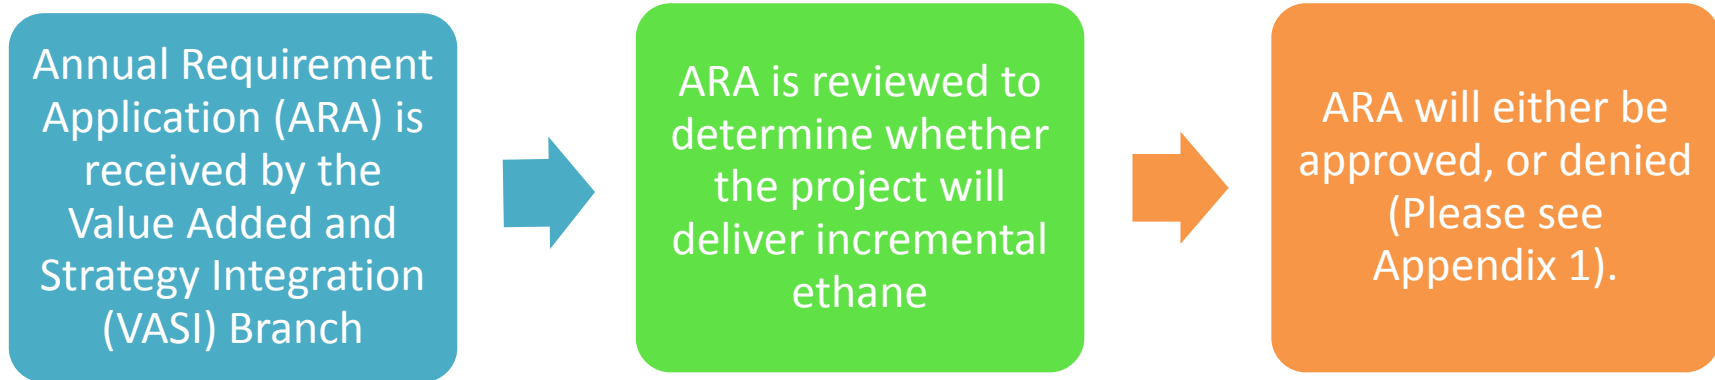 Annual Requirement
Application (ARA) is
received by the
Value Added and
Strategy Integration
(VASI) Branch
ARA is reviewed to
determine whether
the project will
deliver incremental
ethane
ARA will either be
approved, or denied
(Please see
Appendix 1).